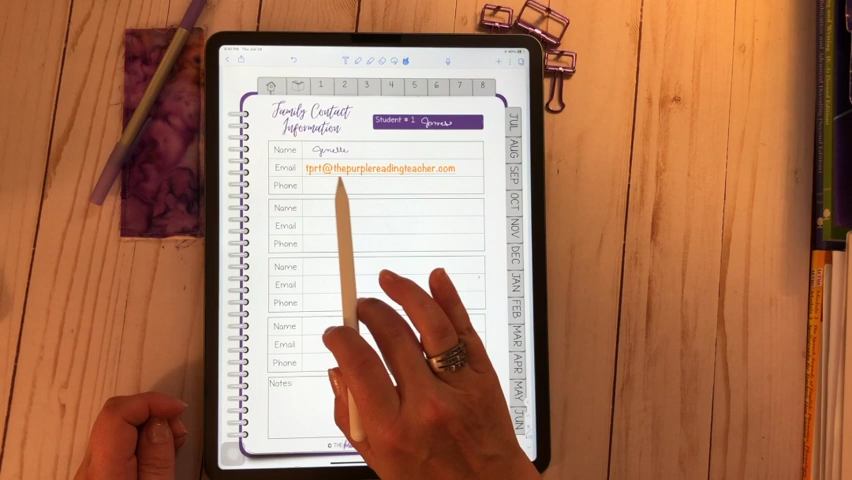 1 2 3 4 5 6 7 8
Family Contact
Information
Student # 1 James
Name Jenelle
Email tprt@thepurplereadingteacher.com
Phone
Name
Email
Phone
Name
Email
Phone
Name
Email
Phone
Notes
JUL
AUG
SEP
OCT
NOV
DEC
JAN
FEB
MAR
APR
MAY
JUN